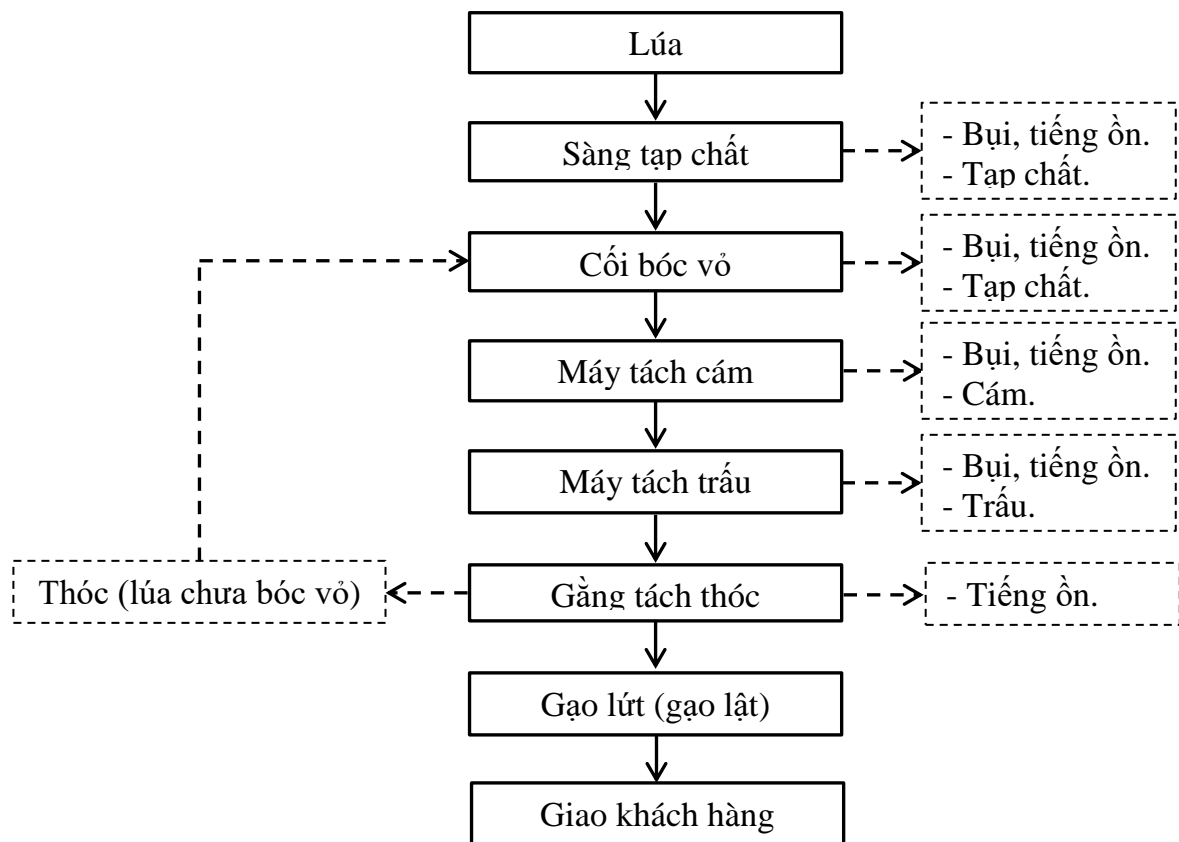 Lúa
Sàng tạp chất
- Bụi, tiếng ồn.
- Tạp chất.
Cối bóc vỏ
- Bụi, tiếng ồn.
- Tạp chất.
Máy tách cám
- Bụi, tiếng ồn.
- Cám.
Máy tách trấu
- Bụi, tiếng ồn.
- Trấu.
Thóc (lúa chưa bóc vỏ)
Gằng tách thóc
- Tiếng ồn.
Gạo lứt (gạo lật)
Giao khách hàng